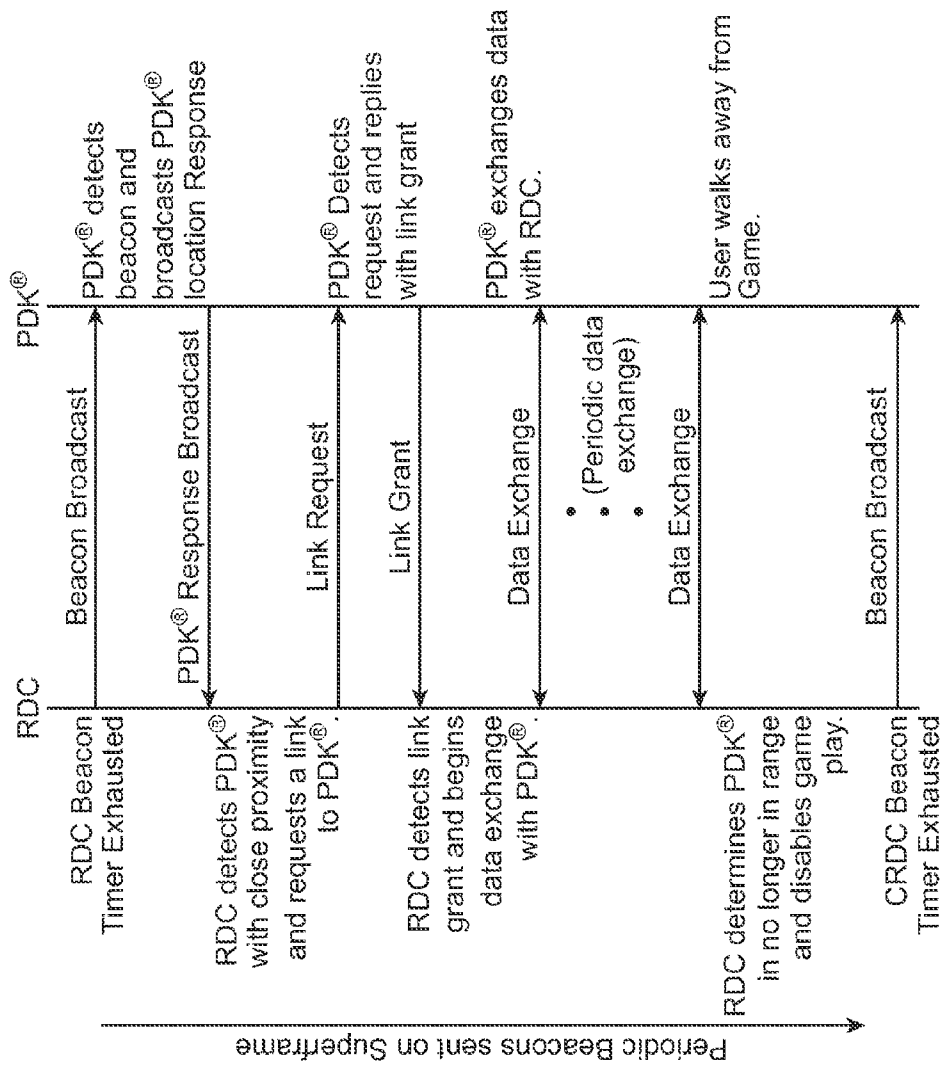 RDC
PDK®
RDC Beacon
Timer Exhausted
Beacon Broadcast
PDK® detects
beacon and
broadcasts PDK®
location Response
PDK® Response Broadcast
RDC detects PDK®
with close proximity
and requests a link
to PDK®.
Link Request
PDK® Detects
request and replies
with link grant
Link Grant
RDC detects link
grant and begins
data exchange
with PDK®.
Data Exchange
PDK® exchanges data
with RDC.
(Periodic data
exchange)
Data Exchange
User walks away from
Game.
RDC determines PDK®
in no longer in range
and disables game
play.
CRDC Beacon
Timer Exhausted
Beacon Broadcast
Periodic Beacons sent on Superframe